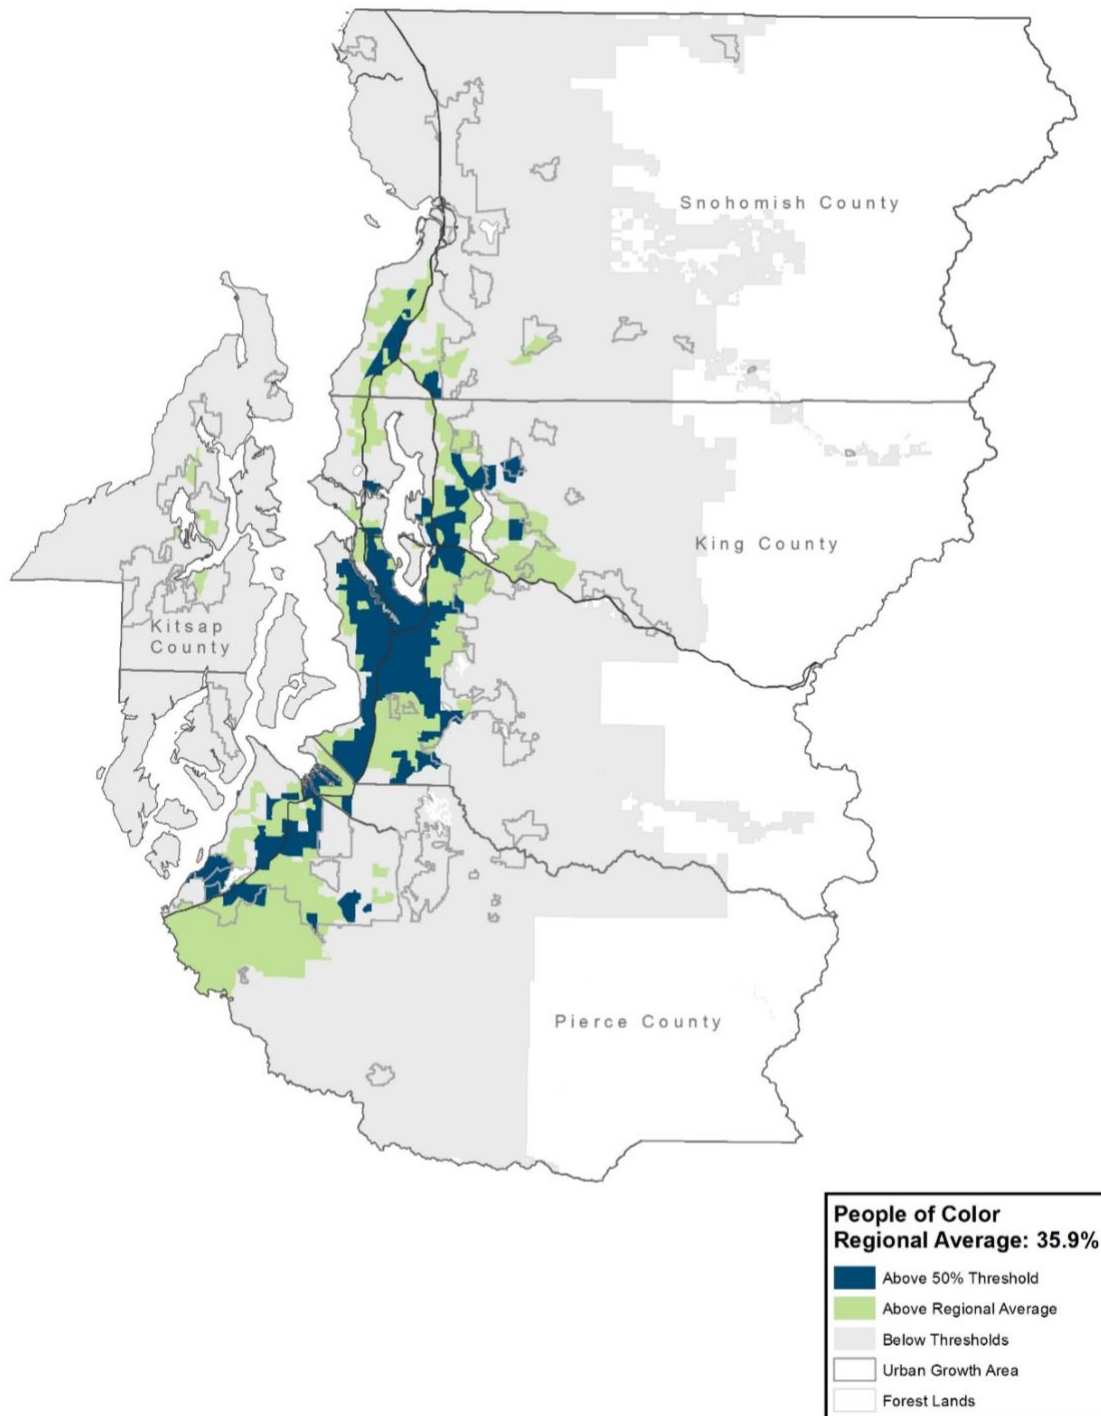 Snohomish County
King County
Kitsap
County
Pierce County
People of Color
Regional Average: 35.9%
Above 50% Threshold
Above Regional Average
Below Thresholds
Urban Growth Area
Forest Lands